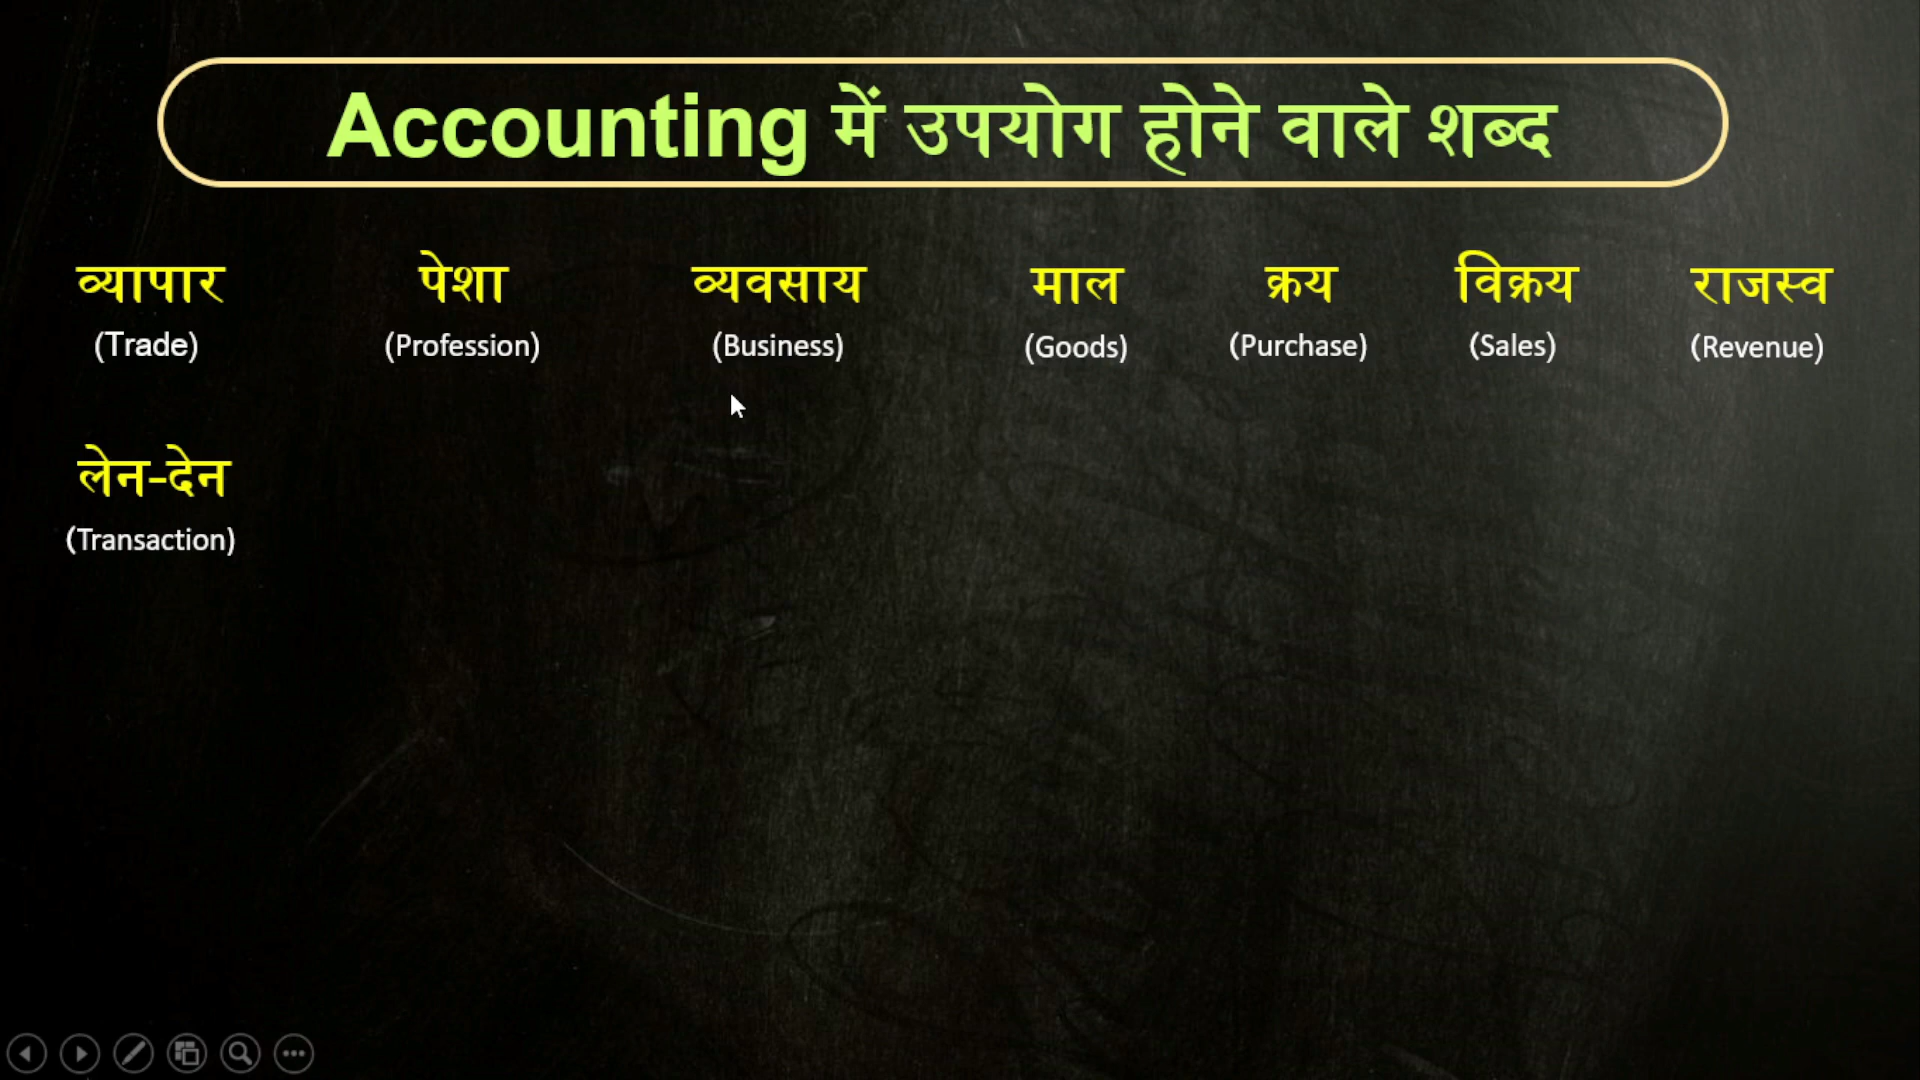 Accounting में उपयोग होने वाले शब्द
व्यापार पेशा व्यवसाय माल क्रय विक्रय राजस्व
(Trade) (Profession) (Business) (Goods) (Purchase) (Sales) (Revenue)
लेन-देन
(Transaction)